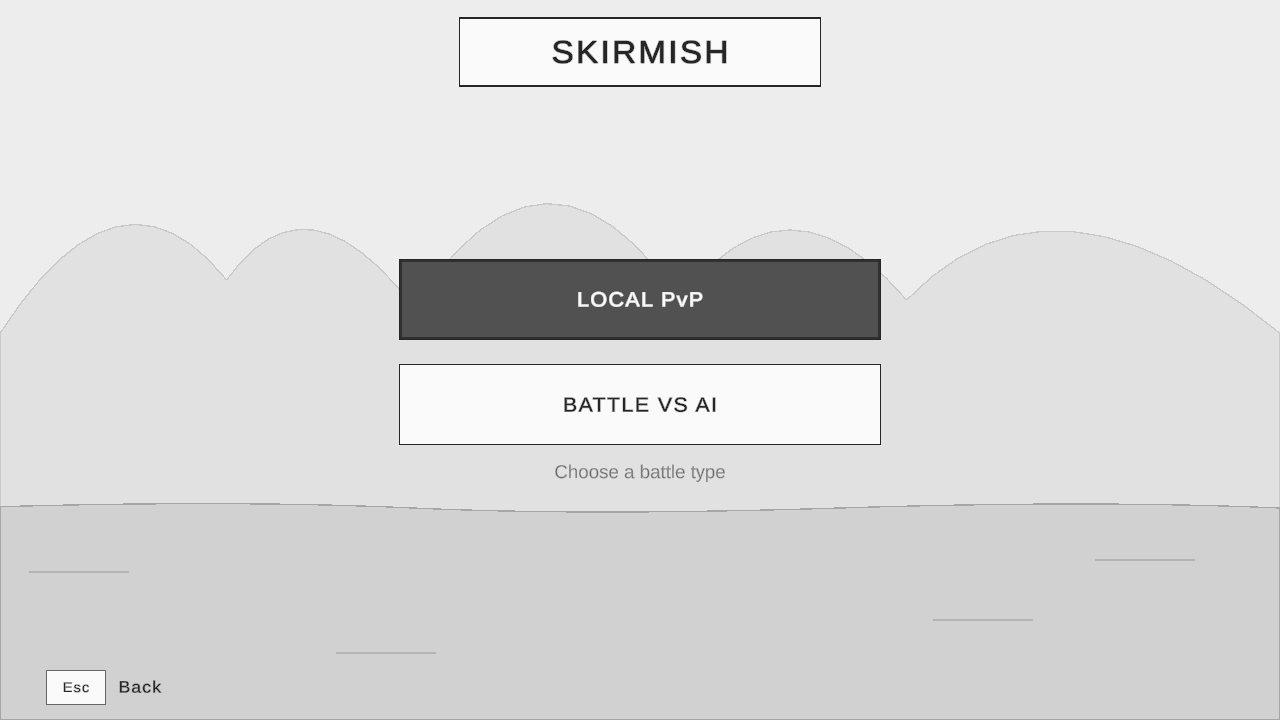 SKIRMISH
LOCAL PvP
BATTLE VS AI
Choose a battle type
Esc Back